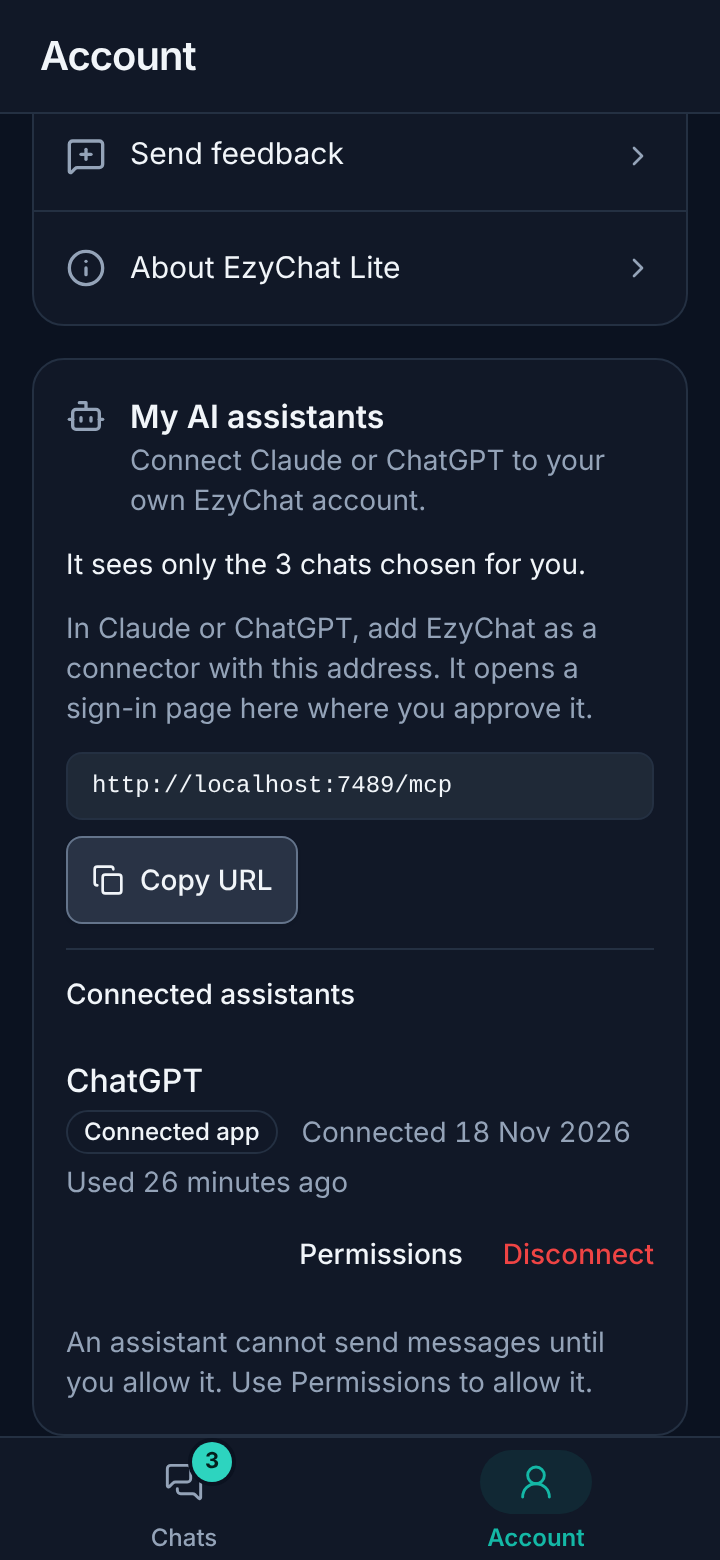 Account
Send feedback
About EzyChat Lite
My AI assistants
Connect Claude or ChatGPT to your
own EzyChat account.
It sees only the 3 chats chosen for you.
In Claude or ChatGPT, add EzyChat as a
connector with this address. It opens a
sign-in page here where you approve it.
http://localhost:7489/mcp
Copy URL
Connected assistants
ChatGPT
Connected app Connected 18 Nov 2026
Used 26 minutes ago
Permissions Disconnect
An assistant cannot send messages until
you allow it. Use Permissions to allow it.
3
Chats Account